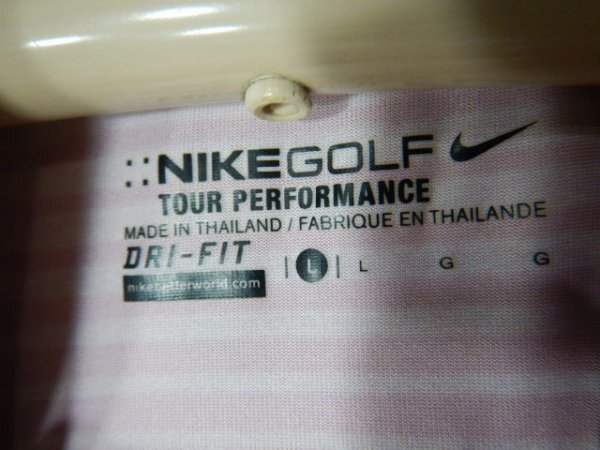 NIKEGOLF
TOUR PERFORMANCE
MADE IN THAILAND / FABRIQUE EN THAILANDE
DRI-FIT
| L | L G G
nikebetterworld.com